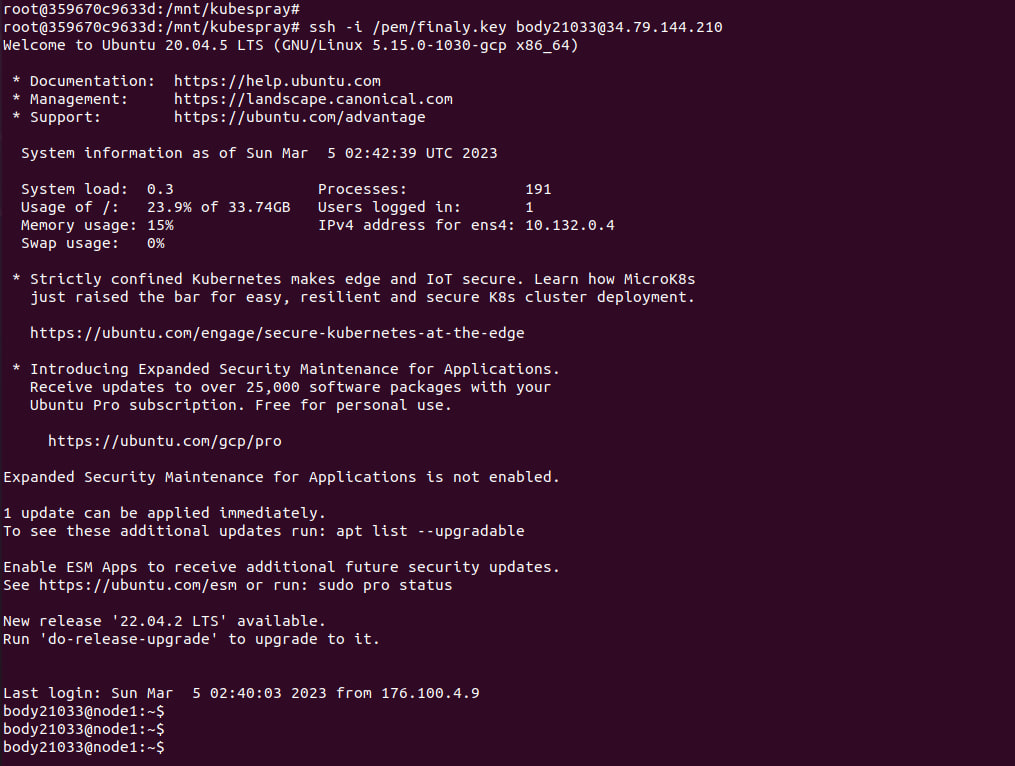 root@359670c9633d:/mnt/kubespray#
root@359670c9633d:/mnt/kubespray# ssh -i /pem/finaly.key body21033@34.79.144.210
Welcome to Ubuntu 20.04.5 LTS (GNU/Linux 5.15.0-1030-gcp x86_64)

 * Documentation:  https://help.ubuntu.com
 * Management:     https://landscape.canonical.com
 * Support:        https://ubuntu.com/advantage

  System information as of Sun Mar  5 02:42:39 UTC 2023

  System load:  0.3                Processes:             191
  Usage of /:   23.9% of 33.74GB   Users logged in:       1
  Memory usage: 15%                IPv4 address for ens4: 10.132.0.4
  Swap usage:   0%

 * Strictly confined Kubernetes makes edge and IoT secure. Learn how MicroK8s
   just raised the bar for easy, resilient and secure K8s cluster deployment.

   https://ubuntu.com/engage/secure-kubernetes-at-the-edge

 * Introducing Expanded Security Maintenance for Applications.
   Receive updates to over 25,000 software packages with your
   Ubuntu Pro subscription. Free for personal use.

     https://ubuntu.com/gcp/pro

Expanded Security Maintenance for Applications is not enabled.

1 update can be applied immediately.
To see these additional updates run: apt list --upgradable

Enable ESM Apps to receive additional future security updates.
See https://ubuntu.com/esm or run: sudo pro status

New release '22.04.2 LTS' available.
Run 'do-release-upgrade' to upgrade to it.


Last login: Sun Mar  5 02:40:03 2023 from 176.100.4.9
body21033@node1:~$
body21033@node1:~$
body21033@node1:~$